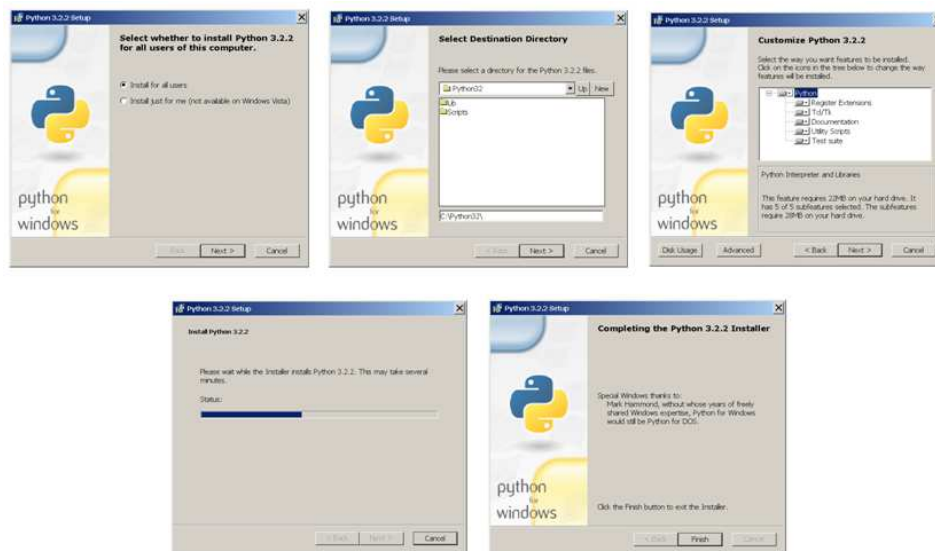 Python 3.2.2 Setup
Select whether to install Python 3.2.2
for all users of this computer.
Install for all users
Install just for me (not available on Windows Vista)
python
for
windows
Back
Next >
Cancel
Python 3.2.2 Setup
Select Destination Directory
Please select a directory for the Python 3.2.2 files.
Python32
Up
New
Lib
Scripts
C:\Python32\
python
for
windows
< Back
Next >
Cancel
Python 3.2.2 Setup
Customize Python 3.2.2
Select the way you want features to be installed.
Click on the icons in the tree below to change the way
features will be installed.
Python
Register Extensions
Tcl/Tk
Documentation
Utility Scripts
Test suite
Python Interpreter and Libraries
This feature requires 22MB on your hard drive. It
has 5 of 5 subfeatures selected. The subfeatures
require 28MB on your hard drive.
python
for
windows
Disk Usage
Advanced
< Back
Next >
Cancel
Python 3.2.2 Setup
Install Python 3.2.2
Please wait while the Installer installs Python 3.2.2. This may take several
minutes.
Status:
< Back
Next >
Cancel
Python 3.2.2 Setup
Completing the Python 3.2.2 Installer
Special Windows thanks to:
Mark Hammond, without whose years of freely
shared Windows expertise, Python for Windows
would still be Python for DOS.
Click the Finish button to exit the Installer.
python
for
windows
< Back
Finish
Cancel